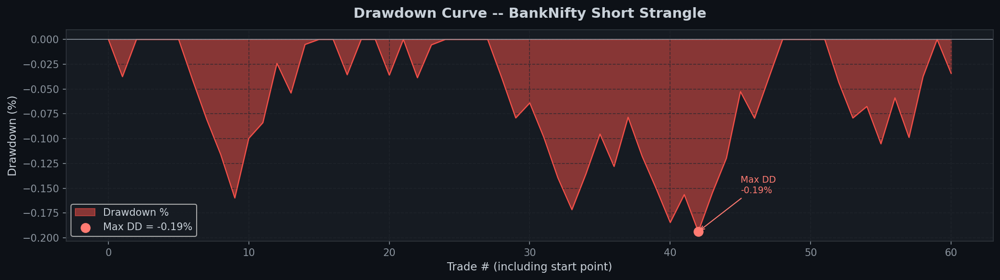 Drawdown Curve -- BankNifty Short Strangle
Drawdown (%)
0.000
−0.025
−0.050
−0.075
−0.100
−0.125
−0.150
−0.175
−0.200
Max DD
-0.19%
Drawdown %
Max DD = -0.19%
0
10
20
30
40
50
60
Trade # (including start point)